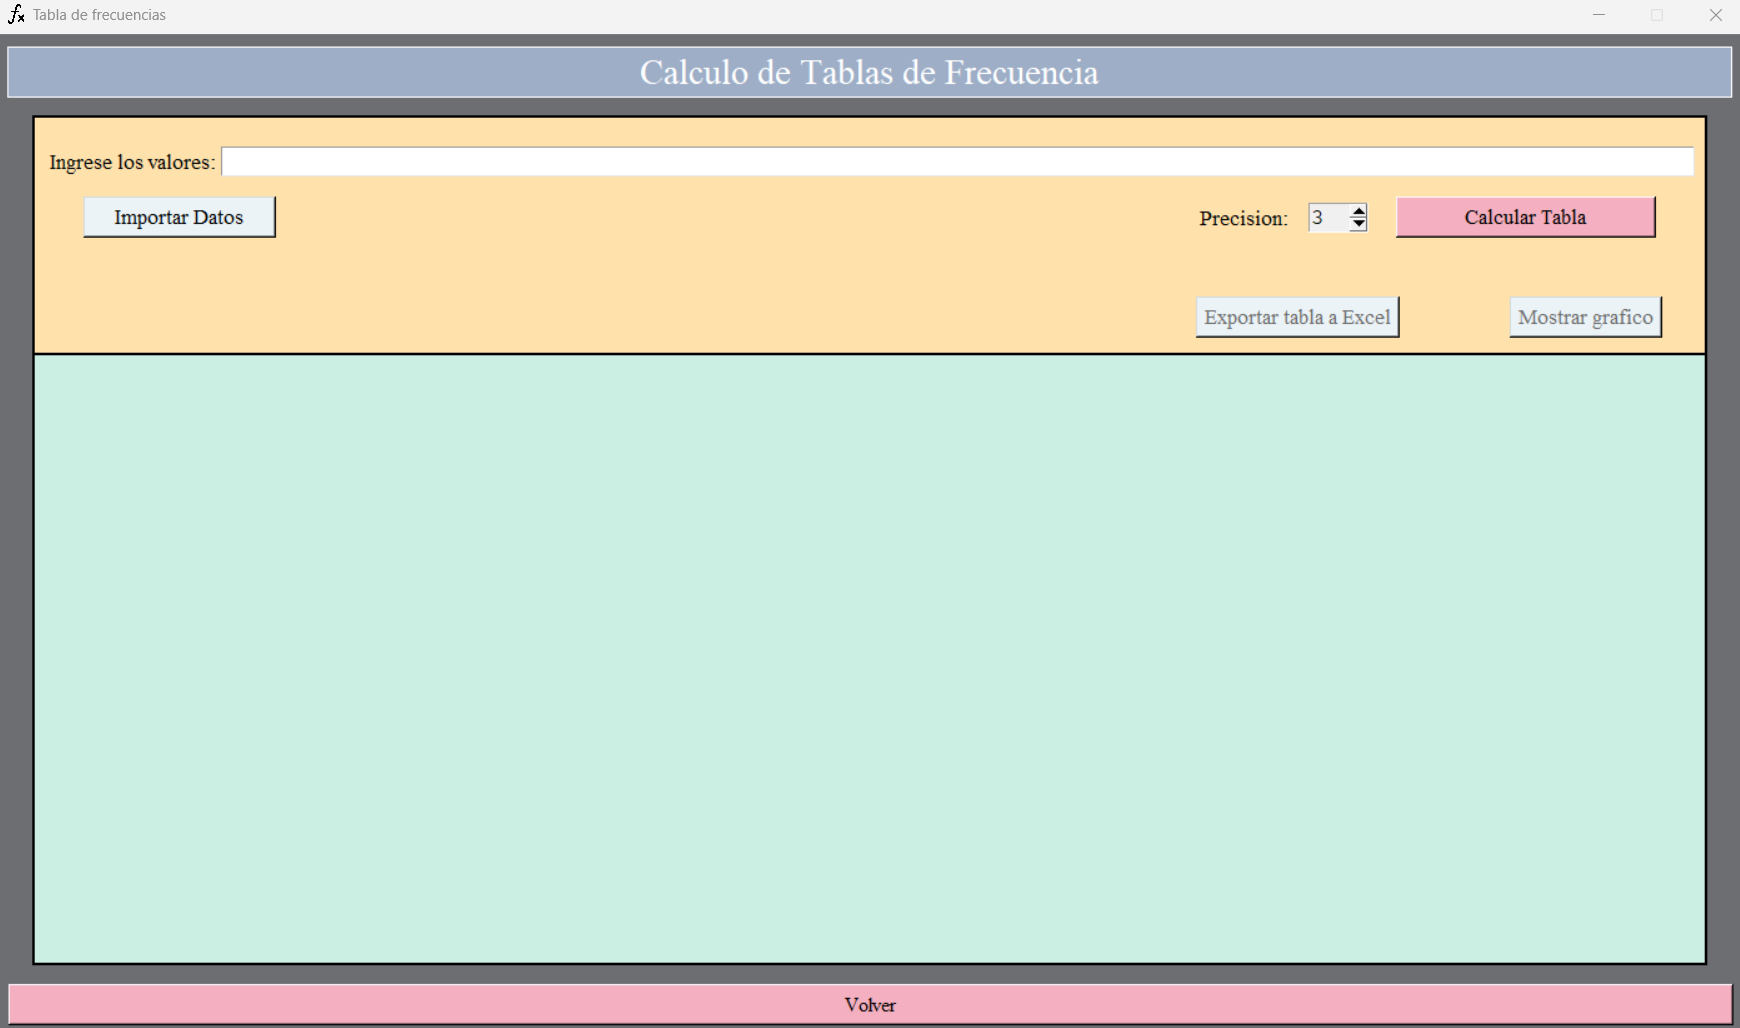 Tabla de frecuencias
Calculo de Tablas de Frecuencia
Ingrese los valores:
Importar Datos Precision: 3 Calcular Tabla
Exportar tabla a Excel Mostrar grafico
Volver